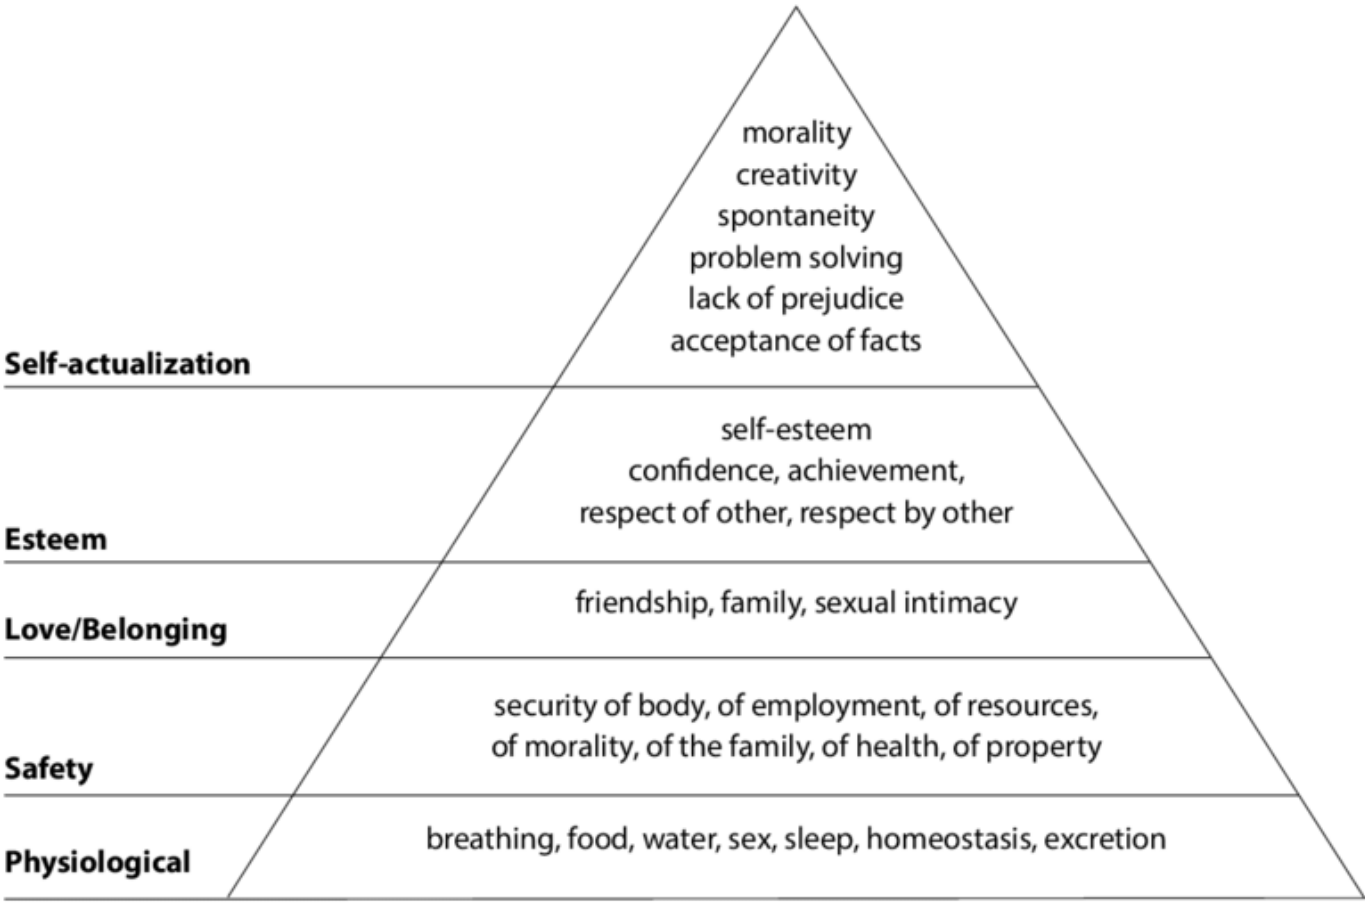 morality
creativity
spontaneity
problem solving
lack of prejudice
acceptance of facts
Self-actualization
self-esteem
confidence, achievement,
respect of other, respect by other
Esteem
friendship, family, sexual intimacy
Love/Belonging
security of body, of employment, of resources,
of morality, of the family, of health, of property
Safety
breathing, food, water, sex, sleep, homeostasis, excretion
Physiological